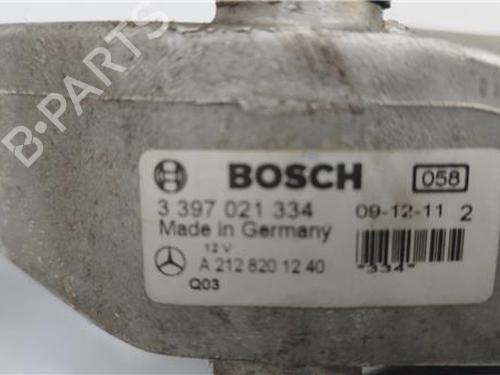 B-PARTS
BOSCH 058
3 397 021 334 09-12-11 2
Made in Germany
12 V
A 212 820 12 40 *334*
Q03